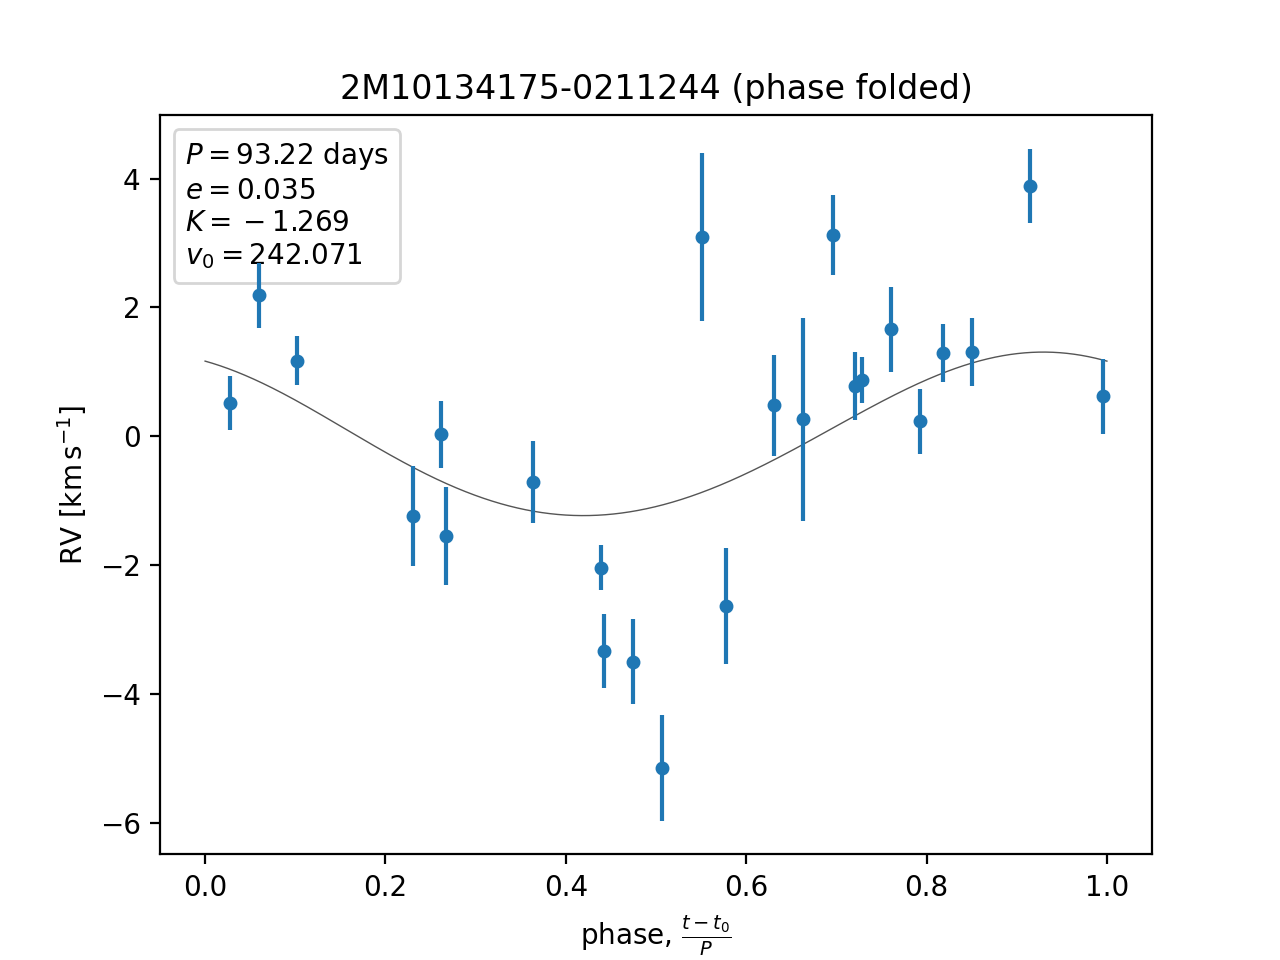 2M10134175-0211244 (phase folded)
P = 93.22 days
e = 0.035
K = −1.269
v₀ = 242.071
4
2
0
−2
−4
−6
RV [km s⁻¹]
0.0 0.2 0.4 0.6 0.8 1.0
phase, (t − t₀)/P